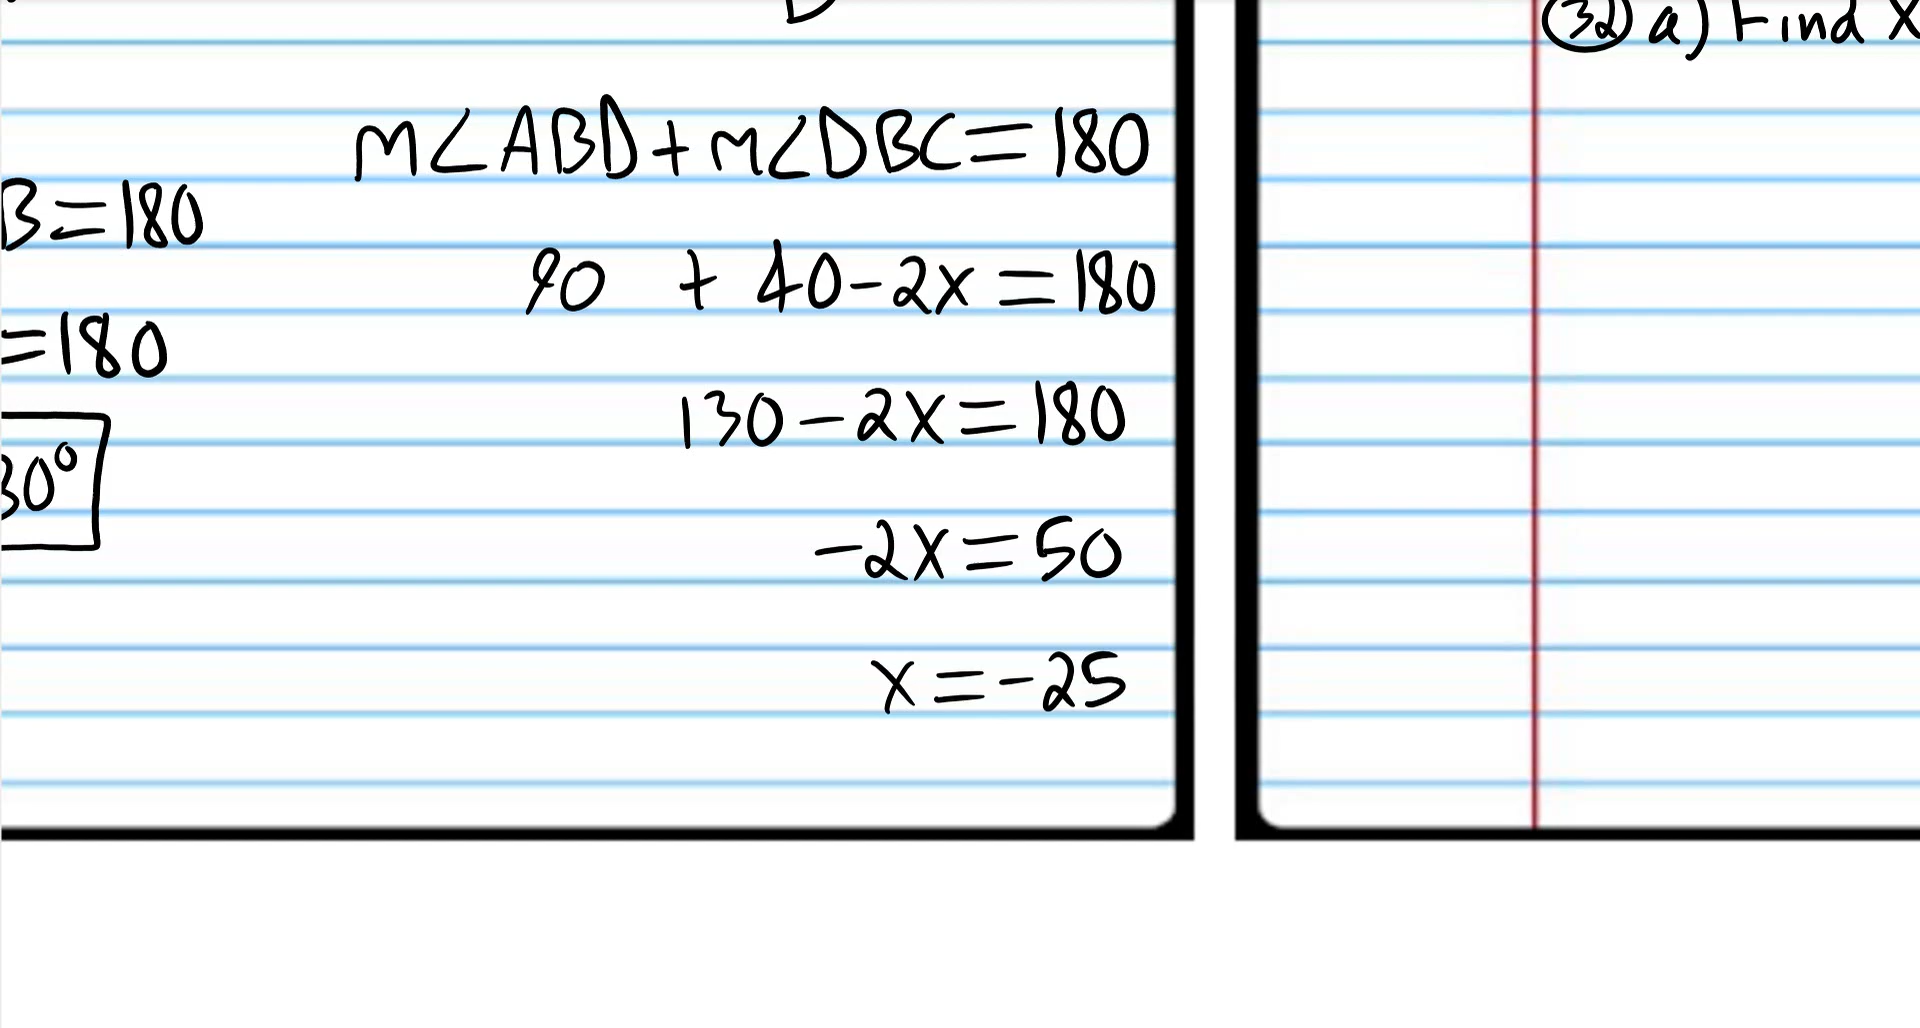 32 a) Find X
m∠ABD+m∠DBC=180
B=180
90 + 40-2x=180
=180
130-2x=180
30°
-2x=50
x=-25